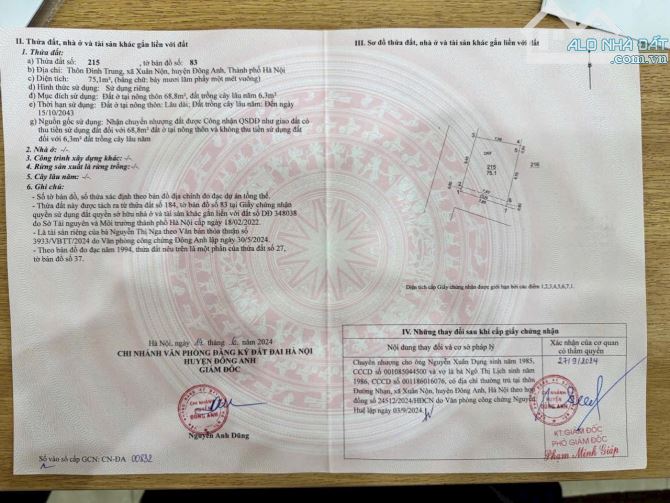 II. Thửa đất, nhà ở và tài sản khác gắn liền với đất
1. Thửa đất:
a) Thửa đất số: 215 , tờ bản đồ số: 83
b) Địa chỉ: Thôn Đình Trung, xã Xuân Nộn, huyện Đông Anh, Thành phố Hà Nội
c) Diện tích: 75,1m², (bằng chữ: bảy mươi lăm phẩy một mét vuông)
d) Hình thức sử dụng: Sử dụng riêng
đ) Mục đích sử dụng: Đất ở tại nông thôn 68,8m², đất trồng cây lâu năm 6,3m²
e) Thời hạn sử dụng: Đất ở tại nông thôn: Lâu dài; Đất trồng cây lâu năm: Đến ngày
15/10/2043
g) Nguồn gốc sử dụng: Nhận chuyển nhượng đất được Công nhận QSDĐ như giao đất có
thu tiền sử dụng đất đối với 68,8m² đất ở tại nông thôn và không thu tiền sử dụng đất
đối với 6,3m² đất trồng cây lâu năm
2. Nhà ở: -/-
3. Công trình xây dựng khác: -/-
4. Rừng sản xuất là rừng trồng: -/-
5. Cây lâu năm: -/-
6. Ghi chú:
- Số tờ bản đồ, số thửa xác định theo bản đồ địa chính đo đạc dự án tổng thể.
- Thửa đất này được tách ra từ thửa đất số 184, tờ bản đồ số 83 tại Giấy chứng nhận
quyền sử dụng đất quyền sở hữu nhà ở và tài sản khác gắn liền với đất số DĐ 348038
do Sở Tài nguyên và Môi trường thành phố Hà Nội cấp ngày 18/02/2022.
- Là tài sản riêng của bà Nguyễn Thị Nga theo Văn bản thỏa thuận số
3933/VBTT/2024 do Văn phòng công chứng Đông Anh lập ngày 30/5/2024.
- Theo bản đồ đo đạc năm 1994, thửa đất nêu trên là một phần của thửa đất số 27,
tờ bản đồ số 37.
Hà Nội, ngày tháng năm 2024
CHI NHÁNH VĂN PHÒNG ĐĂNG KÝ ĐẤT ĐAI HÀ NỘI
HUYỆN ĐÔNG ANH
GIÁM ĐỐC
CHI NHÁNH
HUYỆN
ĐÔNG ANH
Nguyễn Anh Dũng
Số vào sổ cấp GCN: CN-ĐA 00832
III. Sơ đồ thửa đất, nhà ở và tài sản khác gắn liền với đất
ALO NHÀ ĐẤT
.com.vn
215
75.1
216
Diện tích cấp Giấy chứng nhận được giới hạn bởi các điểm 1,2,3,4,5,6,7,1.
IV. Những thay đổi sau khi cấp giấy chứng nhận
Nội dung thay đổi và cơ sở pháp lý
Xác nhận của cơ quan
có thẩm quyền
Chuyển nhượng cho ông Nguyễn Xuân Dụng sinh năm 1985,
CCCD số 001085044500 và vợ là bà Ngô Thị Lịch sinh năm
1986, CCCD số 001186016076, có địa chỉ thường trú tại thôn
Đường Nhạn, xã Xuân Nộn, huyện Đông Anh, Hà Nội theo hợp
đồng số 24512/2024/HĐCN do Văn phòng công chứng Nguyễn
Huệ lập ngày 03/9/2024.
27/9/2024
CHI NHÁNH
HUYỆN
ĐÔNG ANH
KT.GIÁM ĐỐC
PHÓ GIÁM ĐỐC
Phạm Minh Giáp